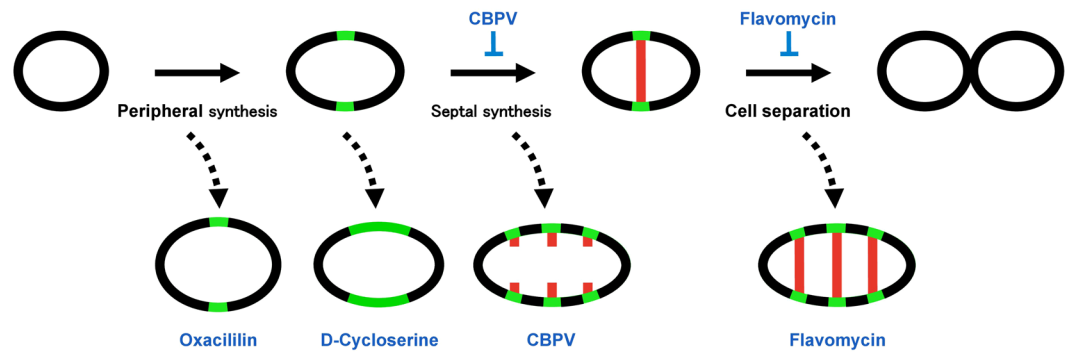 CBPV
Flavomycin
Peripheral synthesis
Septal synthesis
Cell separation
Oxacililin
D-Cycloserine
CBPV
Flavomycin